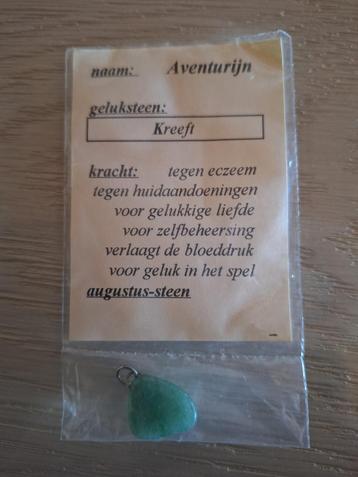 naam: Aventurijn
geluksteen:
Kreeft
kracht: tegen eczeem
tegen huidaandoeningen
voor gelukkige liefde
voor zelfbeheersing
verlaagt de bloeddruk
voor geluk in het spel
augustus-steen